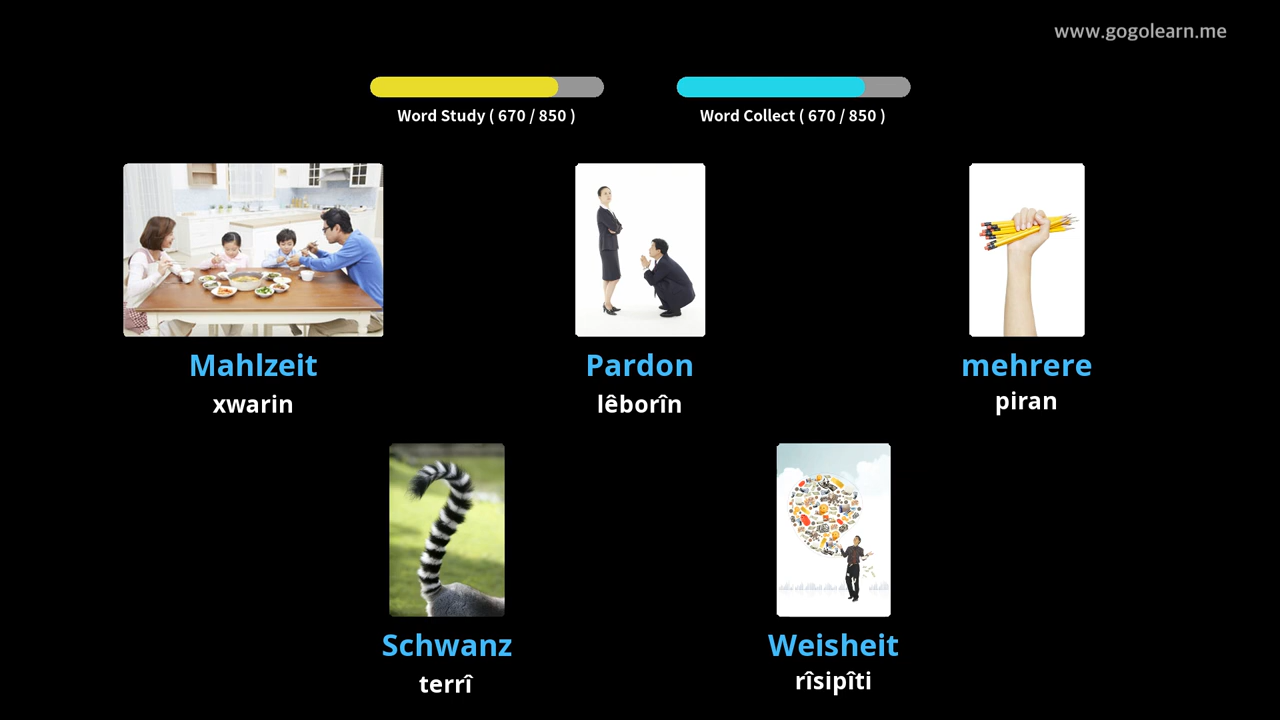 www.gogolearn.me
Word Study ( 670 / 850 )
Word Collect ( 670 / 850 )
Mahlzeit
xwarin
Pardon
lêborîn
mehrere
piran
Schwanz
terrî
Weisheit
rîsipîti